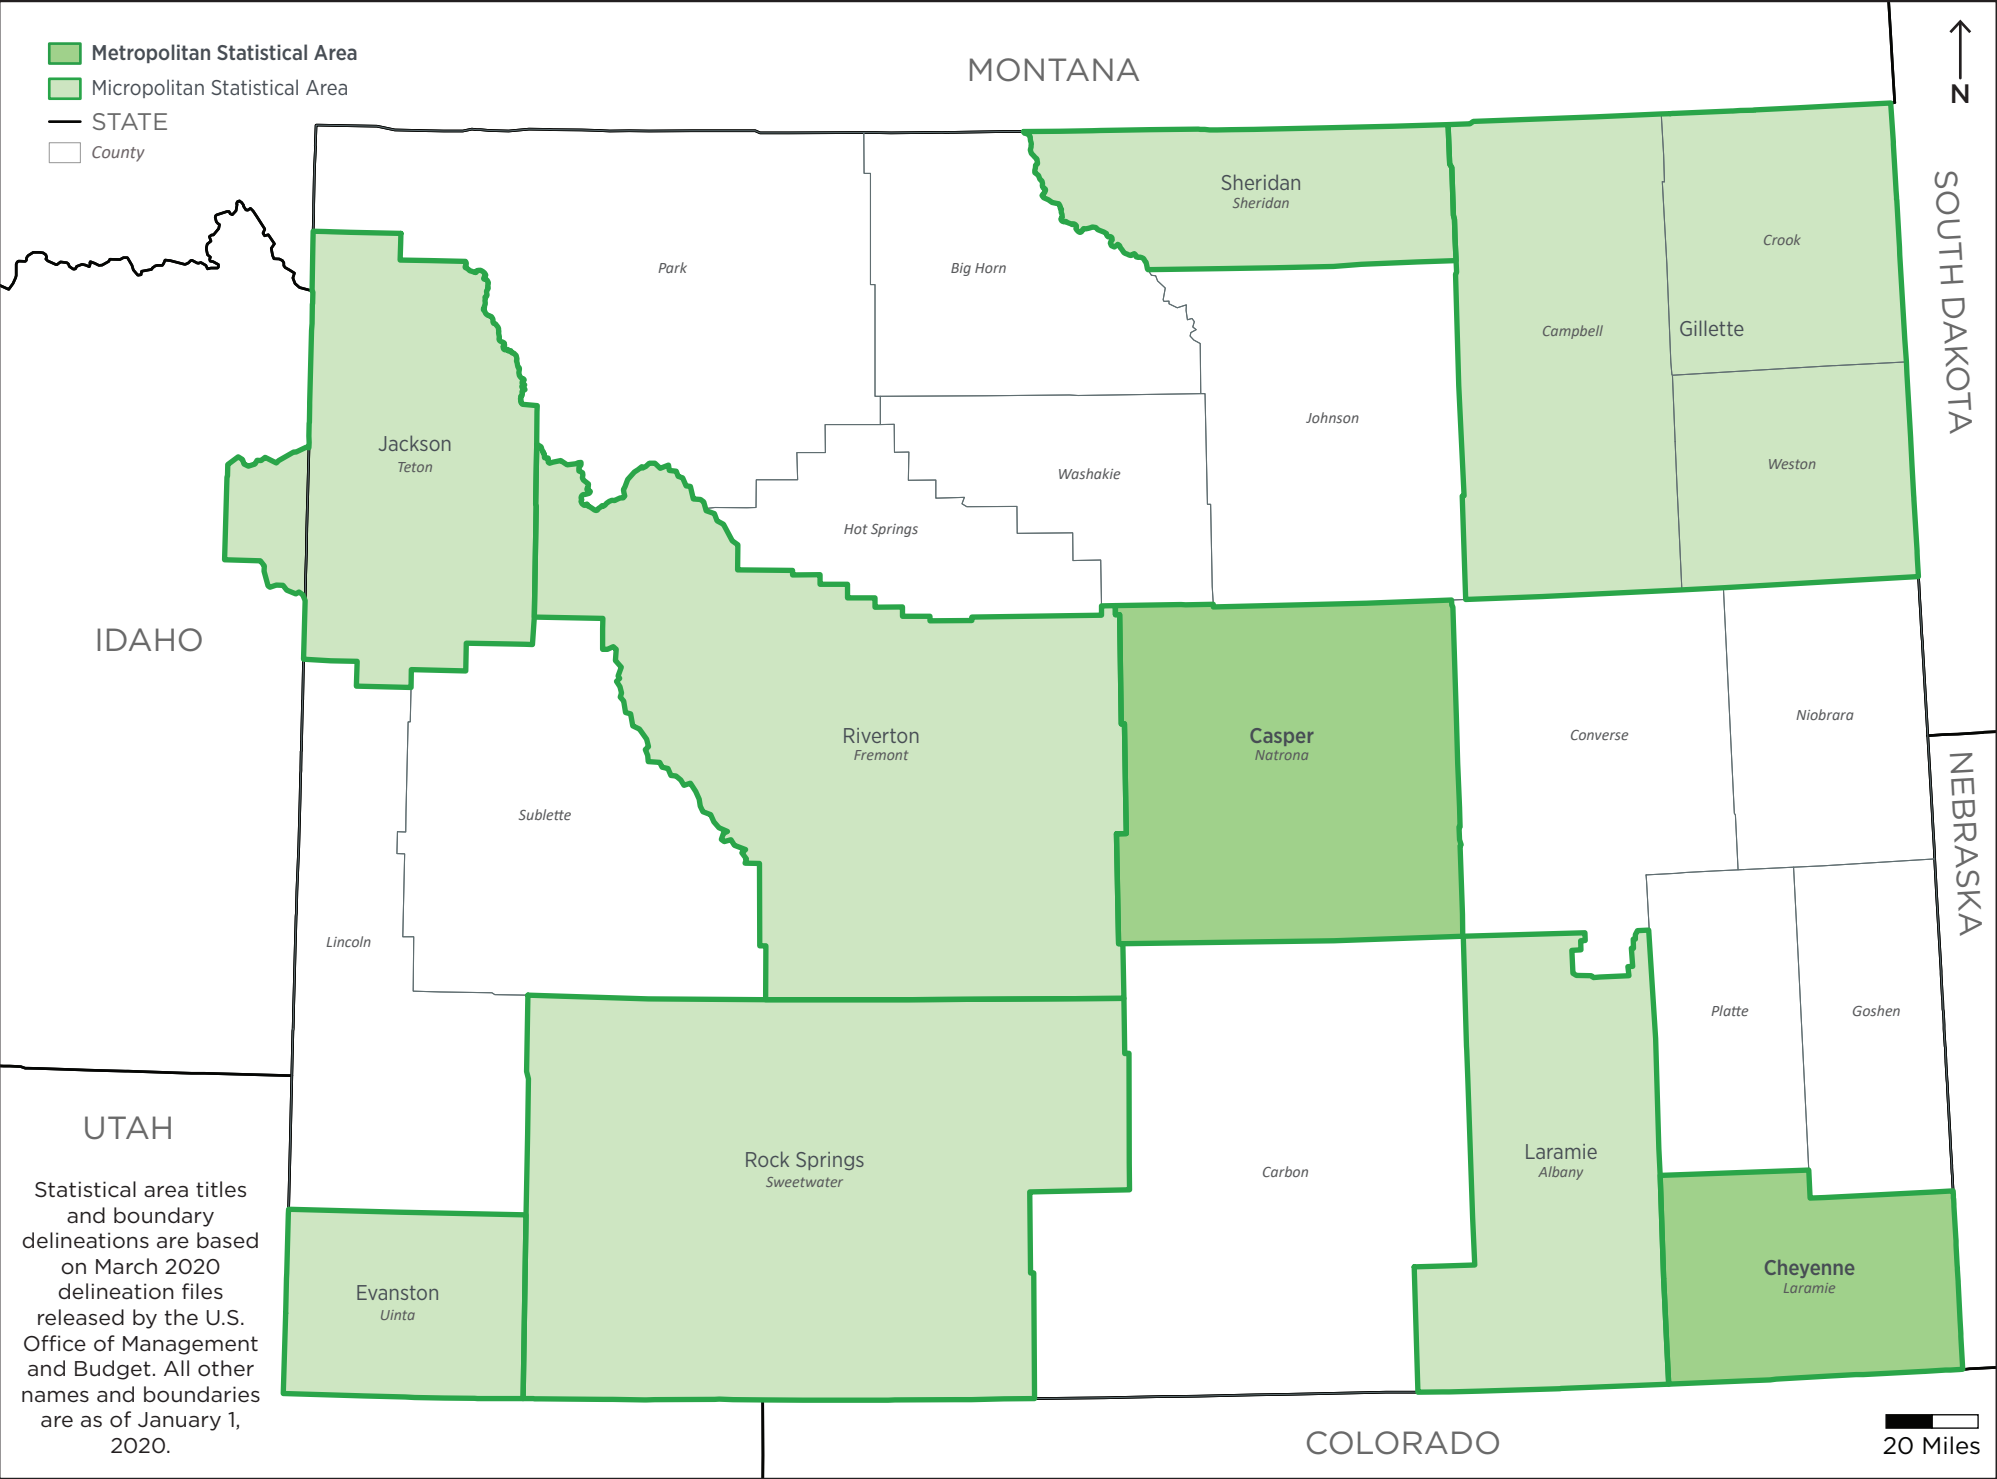 Metropolitan Statistical Area
Micropolitan Statistical Area
STATE
County
MONTANA
N
SOUTH DAKOTA
Sheridan
Sheridan
Crook
Park
Big Horn
Campbell
Gillette
Johnson
Jackson
Teton
Weston
Washakie
Hot Springs
IDAHO
Niobrara
Riverton
Fremont
Casper
Natrona
Converse
NEBRASKA
Sublette
Lincoln
Platte
Goshen
UTAH
Rock Springs
Sweetwater
Carbon
Laramie
Albany
Cheyenne
Laramie
Evanston
Uinta
Statistical area titles
and boundary
delineations are based
on March 2020
delineation files
released by the U.S.
Office of Management
and Budget. All other
names and boundaries
are as of January 1,
2020.
COLORADO
20 Miles